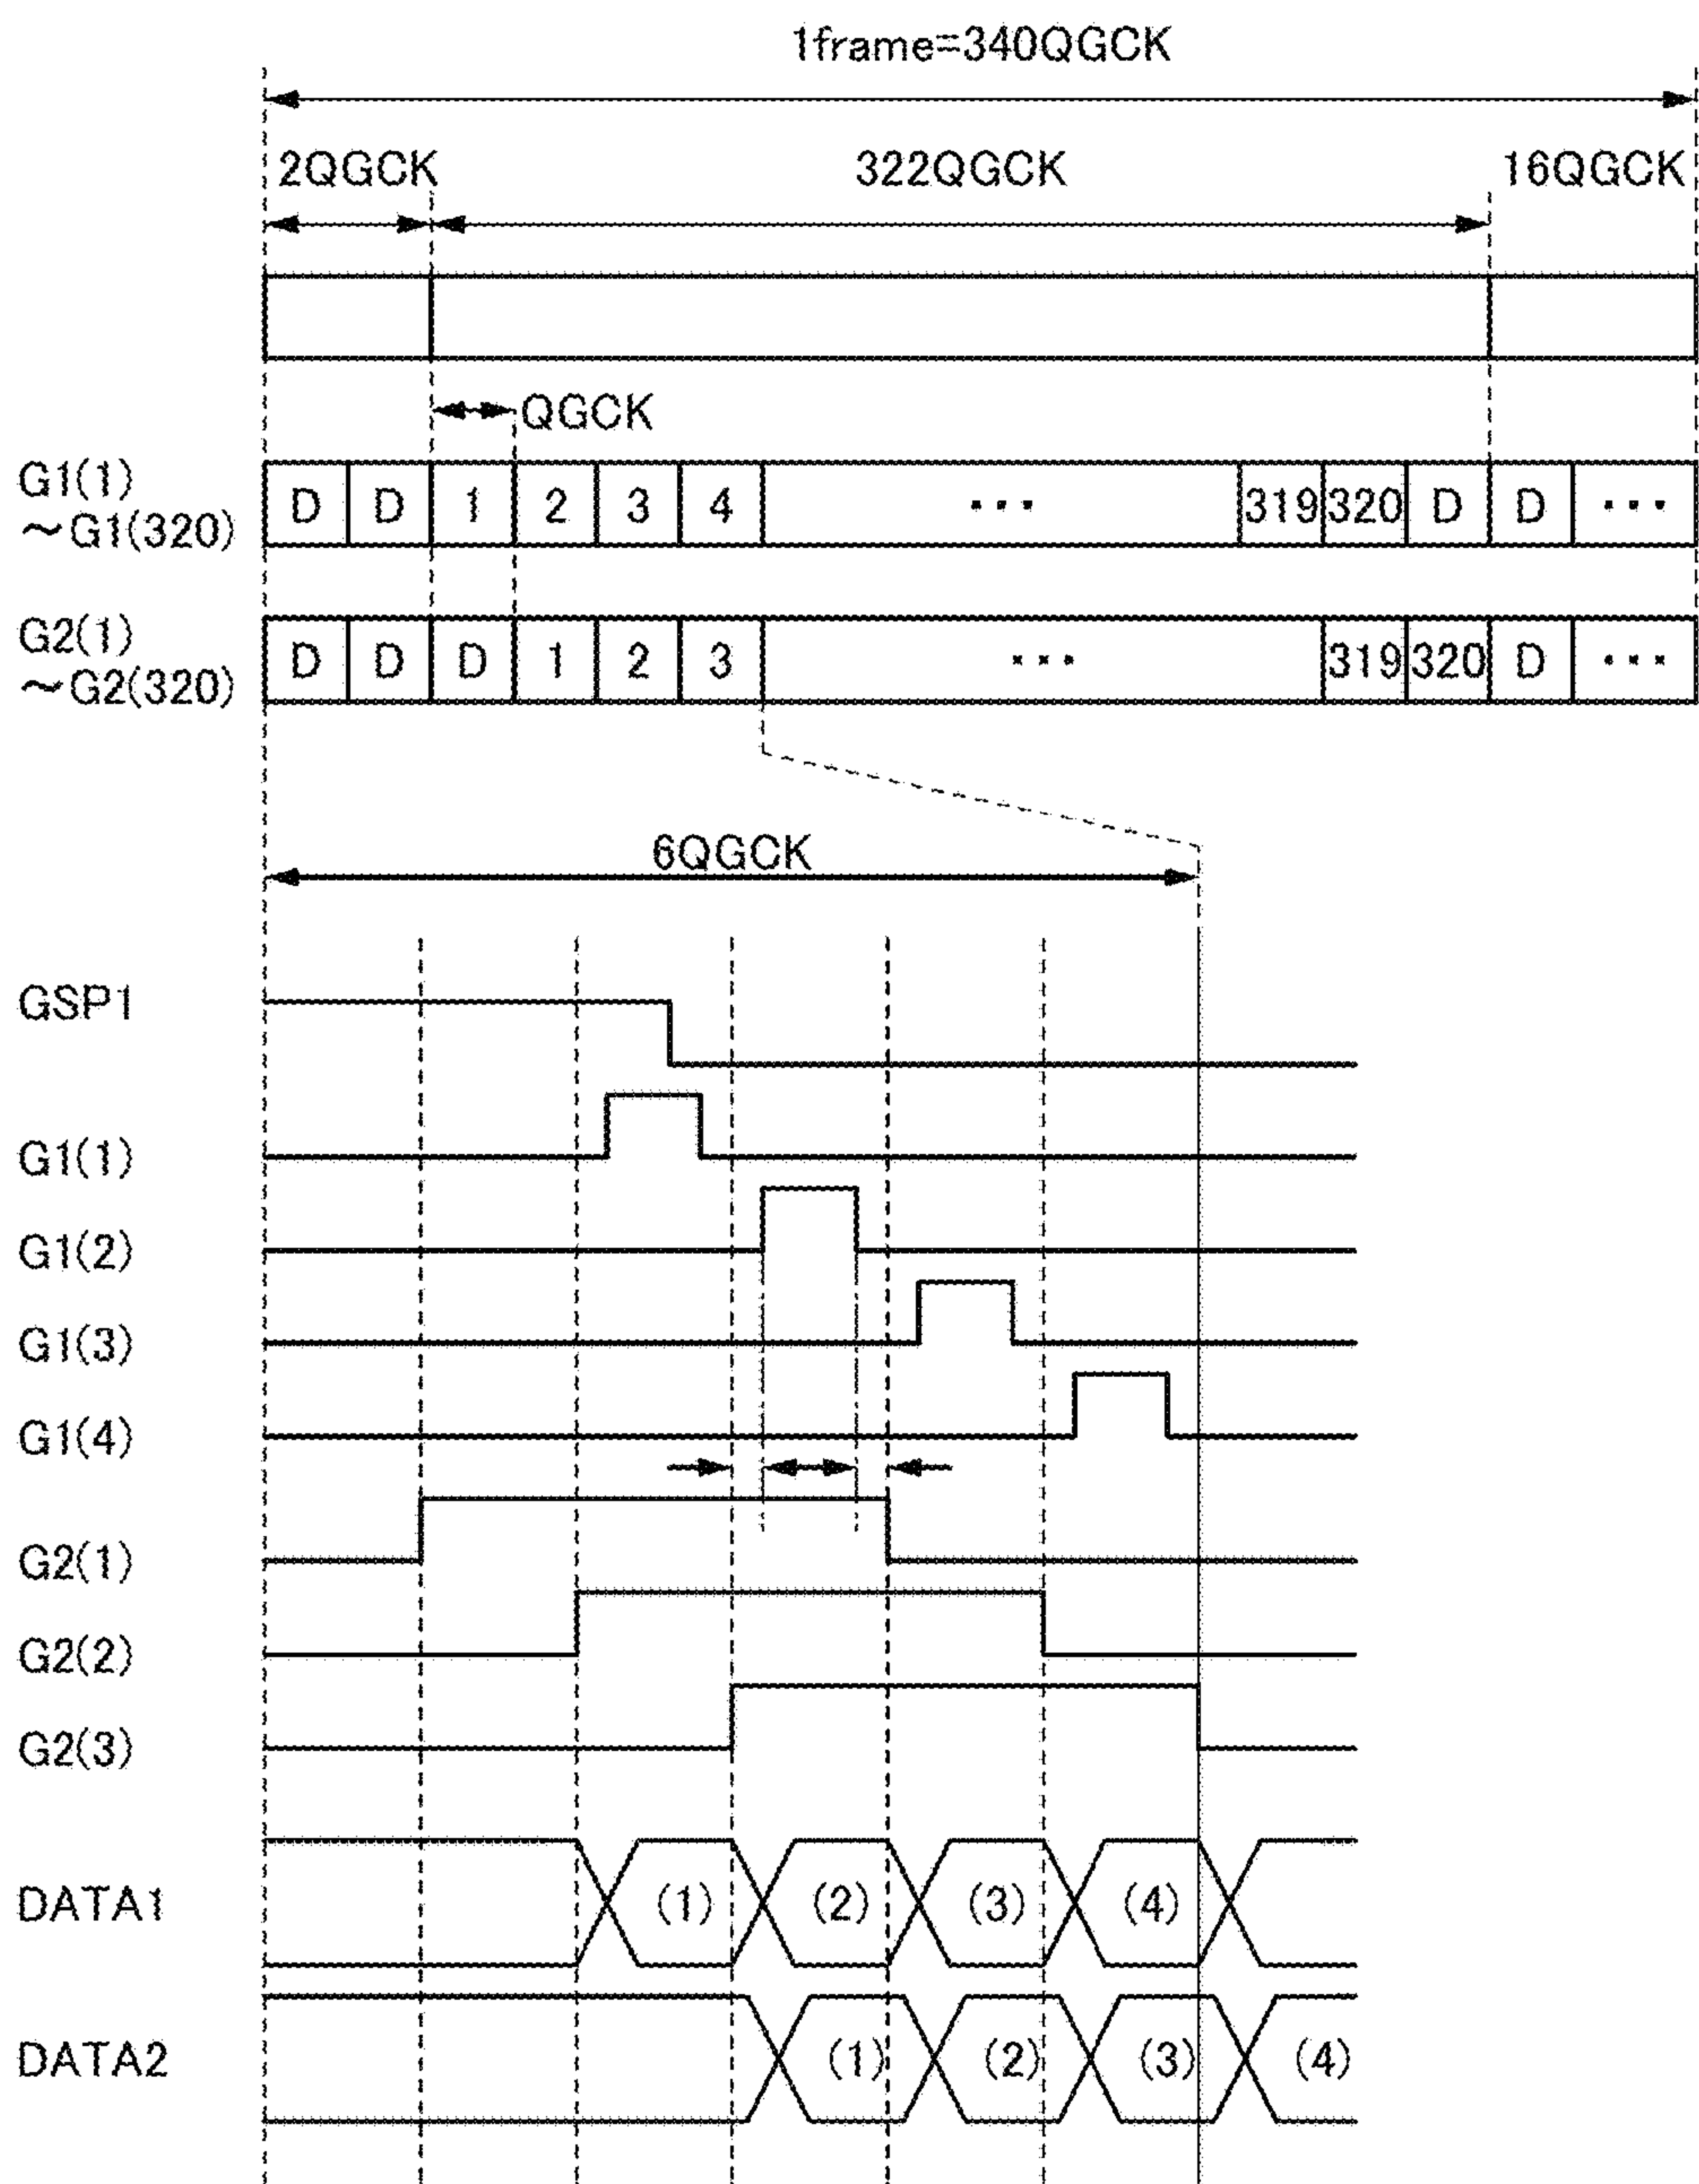 1frame=340QGCK
2QGCK 322QGCK 16QGCK
QGCK
G1(1)
～G1(320)
D D 1 2 3 4 ・・・ 319 320 D D ・・・
G2(1)
～G2(320)
D D D 1 2 3 ・・・ 319 320 D ・・・
6QGCK
GSP1
G1(1)
G1(2)
G1(3)
G1(4)
G2(1)
G2(2)
G2(3)
DATA1 (1) (2) (3) (4)
DATA2 (1) (2) (3) (4)